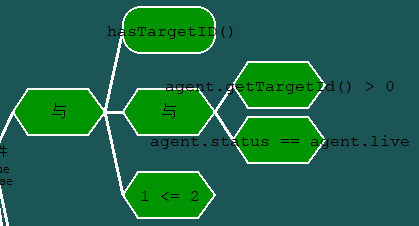 hasTargetID()
agent.getTargetId() > 0
与
与
agent.status == agent.live
1 <= 2